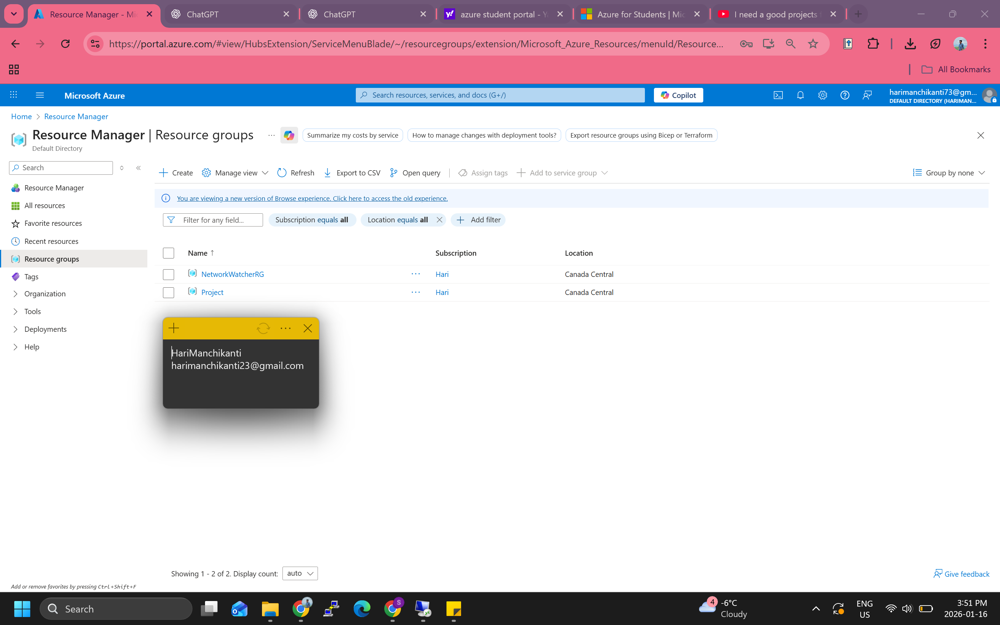 Resource Manager - Mi
ChatGPT
ChatGPT
azure student portal - Ya
Azure for Students | Mic
I need a good projects f
https://portal.azure.com/#view/HubsExtension/ServiceMenuBlade/~/resourcegroups/extension/Microsoft_Azure_Resources/menuId/Resource...
All Bookmarks
Microsoft Azure
Search resources, services, and docs (G+/)
Copilot
harimanchikanti73@gm...
DEFAULT DIRECTORY (HARIMAN...
Home > Resource Manager
Resource Manager | Resource groups
...
Summarize my costs by service
How to manage changes with deployment tools?
Export resource groups using Bicep or Terraform
Default Directory
Search
Create
Manage view
Refresh
Export to CSV
Open query
Assign tags
Add to service group
Group by none
Resource Manager
All resources
Favorite resources
Recent resources
Resource groups
Tags
Organization
Tools
Deployments
Help
You are viewing a new version of Browse experience. Click here to access the old experience.
Filter for any field...
Subscription equals all
Location equals all
Add filter
Name ↑ Subscription Location
NetworkWatcherRG ... Hari Canada Central
Project ... Hari Canada Central
HariManchikanti
harimanchikanti23@gmail.com
Showing 1 - 2 of 2. Display count: auto
Give feedback
Add or remove favorites by pressing Ctrl+Shift+F
Search
S
4
-6°C
Cloudy
ENG
US
3:51 PM
2026-01-16